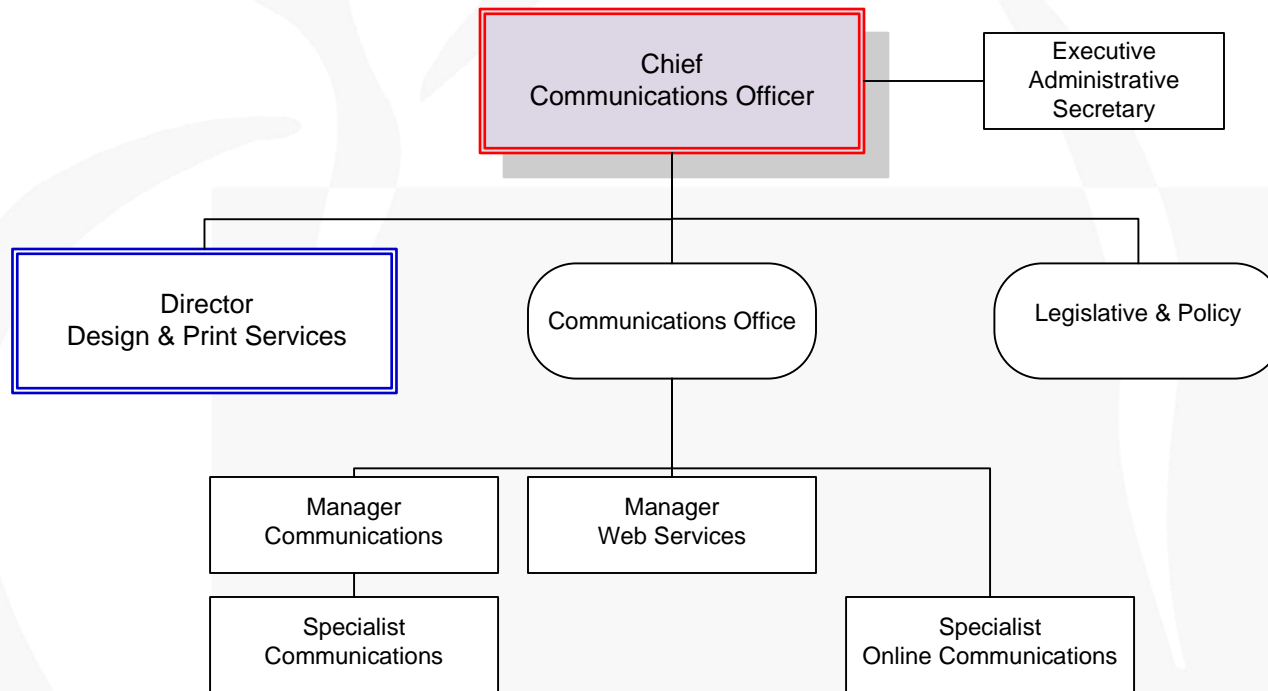 Chief
Communications Officer
Executive
Administrative
Secretary
Director
Design & Print Services
Communications Office
Legislative & Policy
Manager
Communications
Manager
Web Services
Specialist
Communications
Specialist
Online Communications